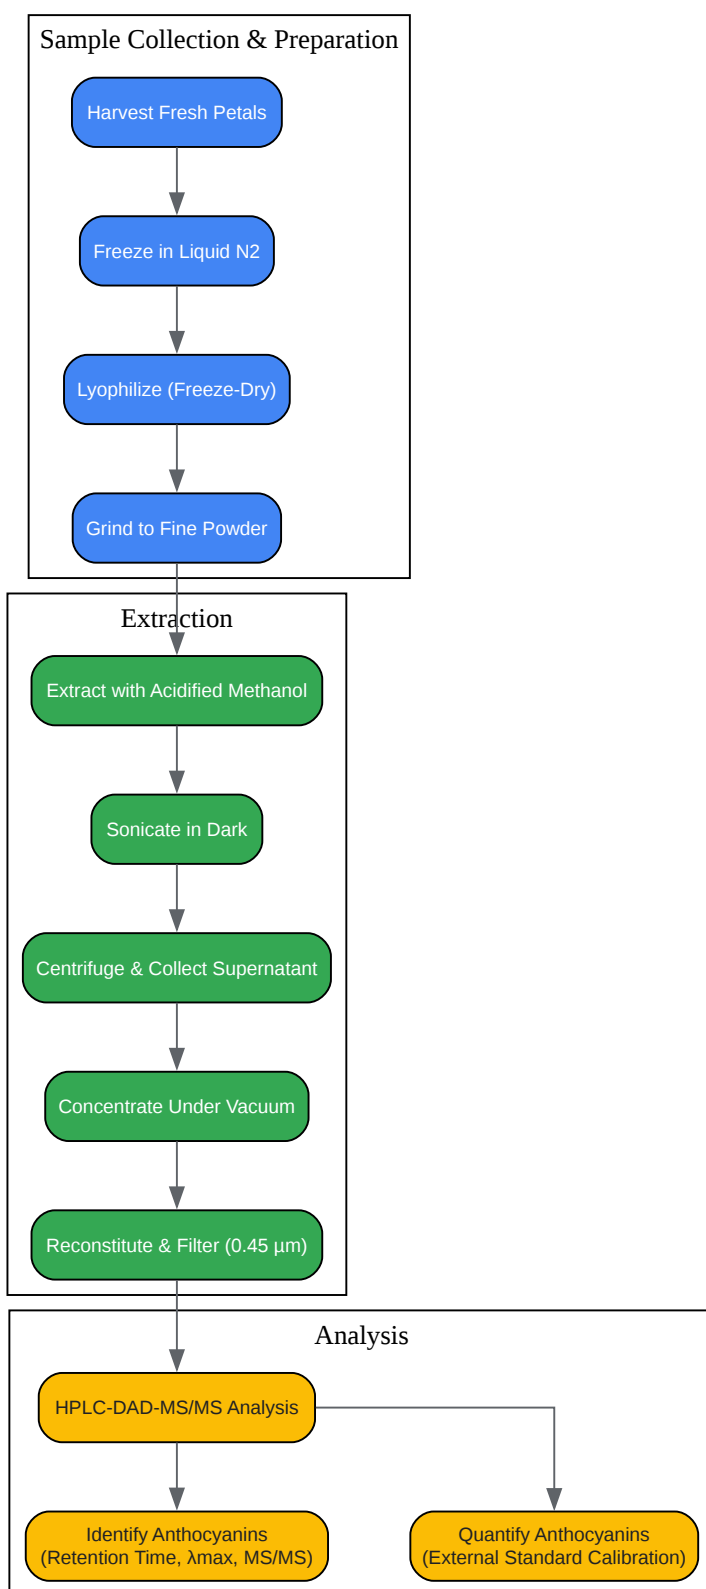 Sample Collection & Preparation
Harvest Fresh Petals
Freeze in Liquid N2
Lyophilize (Freeze-Dry)
Grind to Fine Powder
Extraction
Extract with Acidified Methanol
Sonicate in Dark
Centrifuge & Collect Supernatant
Concentrate Under Vacuum
Reconstitute & Filter (0.45 µm)
Analysis
HPLC-DAD-MS/MS Analysis
Identify Anthocyanins
(Retention Time, λmax, MS/MS)
Quantify Anthocyanins
(External Standard Calibration)